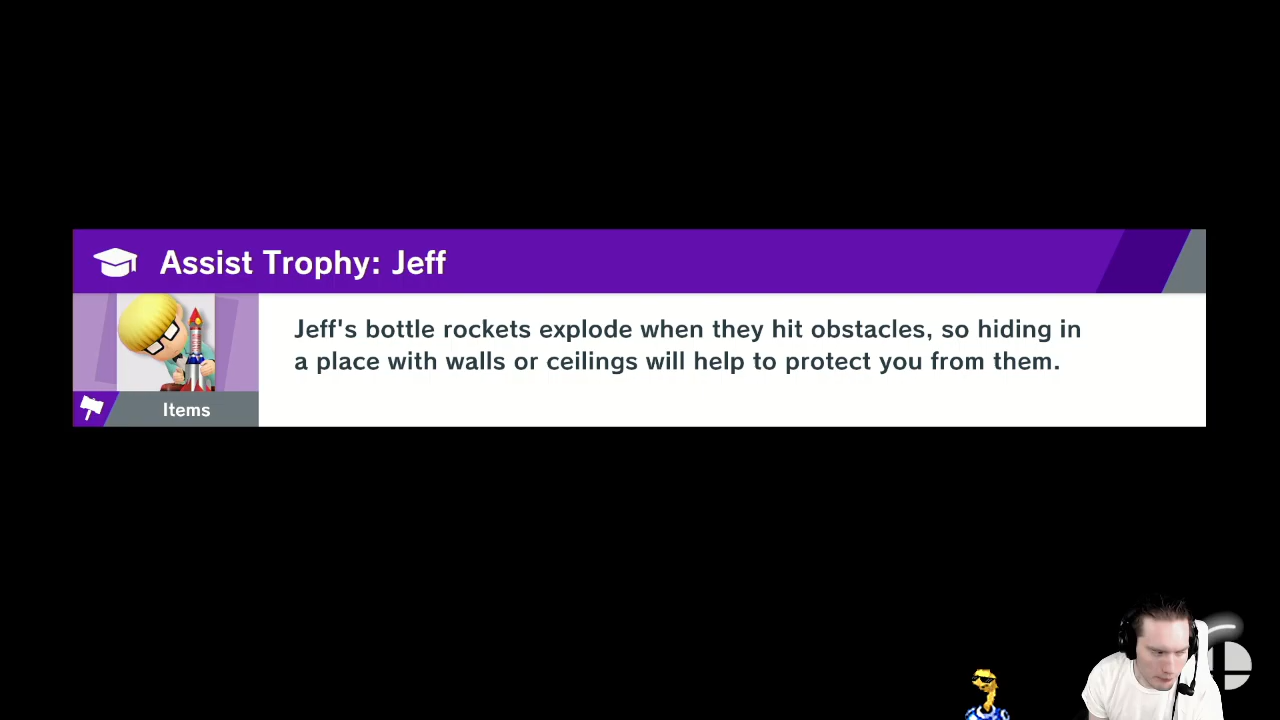 Assist Trophy: Jeff
Jeff's bottle rockets explode when they hit obstacles, so hiding in
a place with walls or ceilings will help to protect you from them.
Items